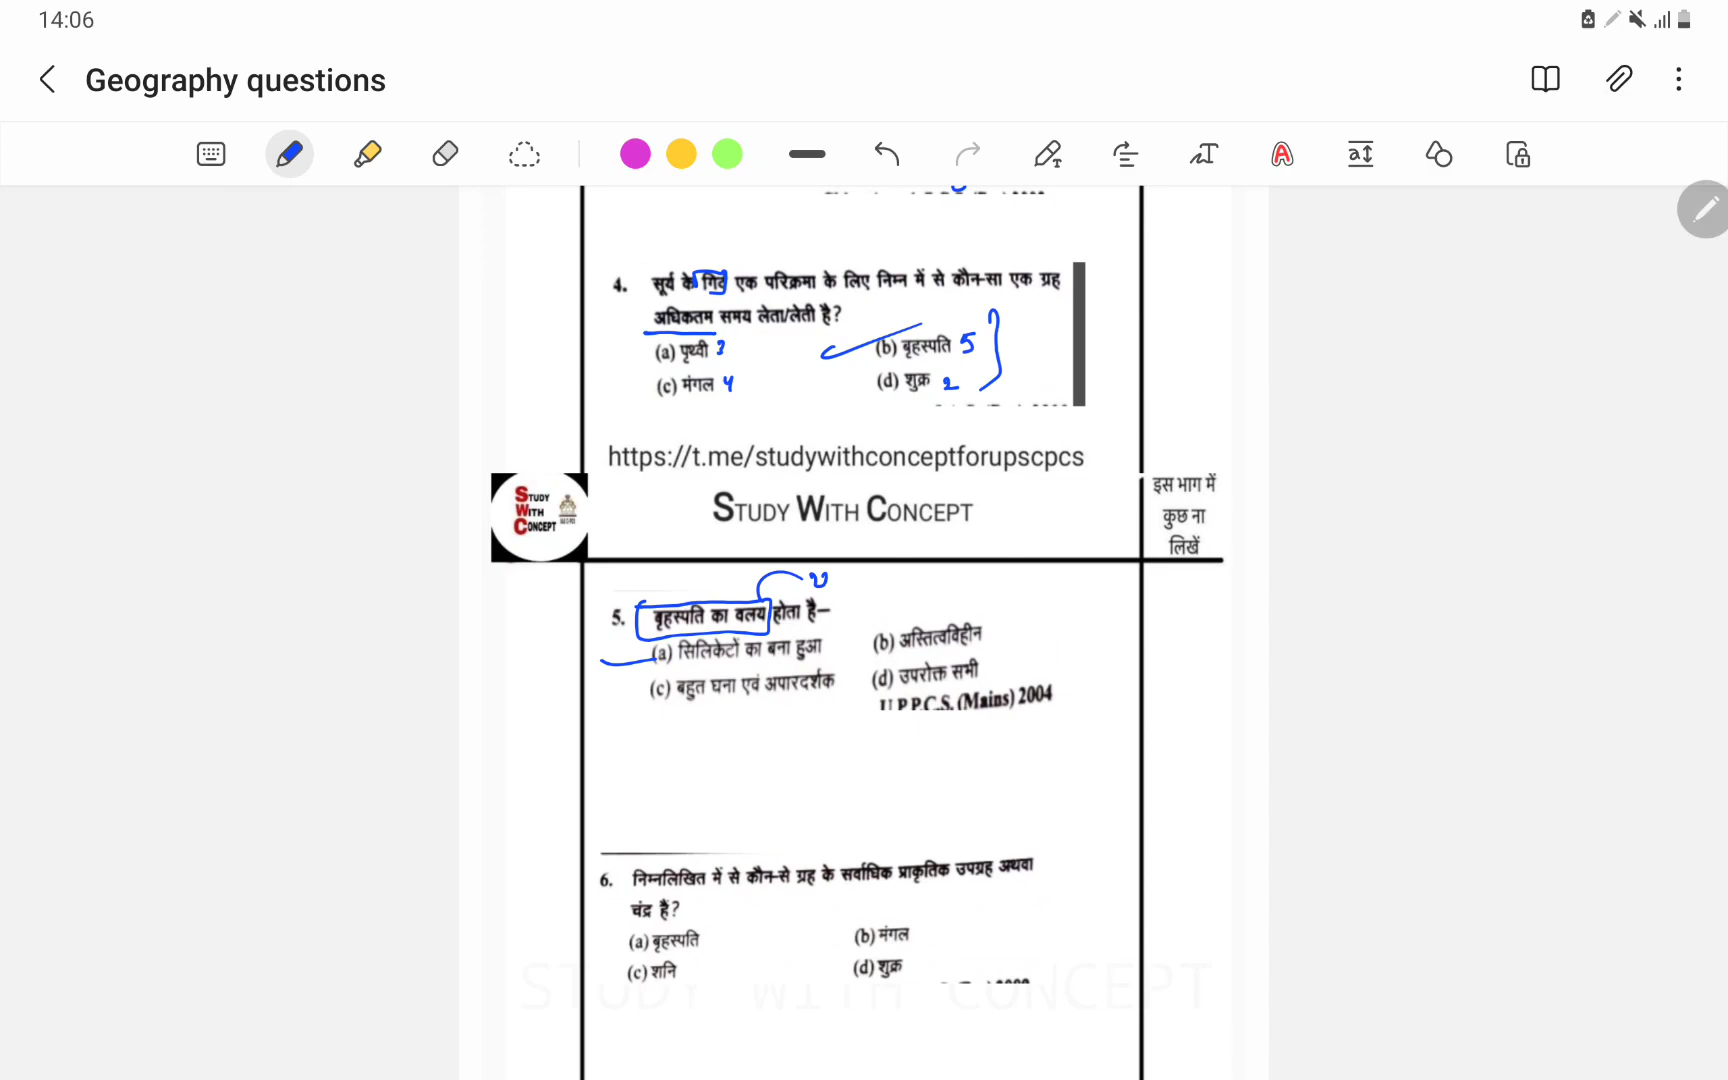 14:06
Geography questions
4. सूर्य के गिर्द एक परिक्रमा के लिए निम्न में से कौन-सा एक ग्रह
अधिकतम समय लेता/लेती है?
(a) पृथ्वी 3 (b) बृहस्पति 5
(c) मंगल 4 (d) शुक्र 2
https://t.me/studywithconceptforupscpcs
STUDY WITH CONCEPT
STUDY WITH CONCEPT
इस भाग में
कुछ ना
लिखें
5. बृहस्पति का वलय होता है–
(a) सिलिकेटों का बना हुआ (b) अस्तित्वविहीन
(c) बहुत घना एवं अपारदर्शक (d) उपरोक्त सभी
U.P.P.C.S. (Mains) 2004
6. निम्नलिखित में से कौन-से ग्रह के सर्वाधिक प्राकृतिक उपग्रह अथवा
चंद्र हैं?
(a) बृहस्पति (b) मंगल
(c) शनि (d) शुक्र
STUDY WITH CONCEPT